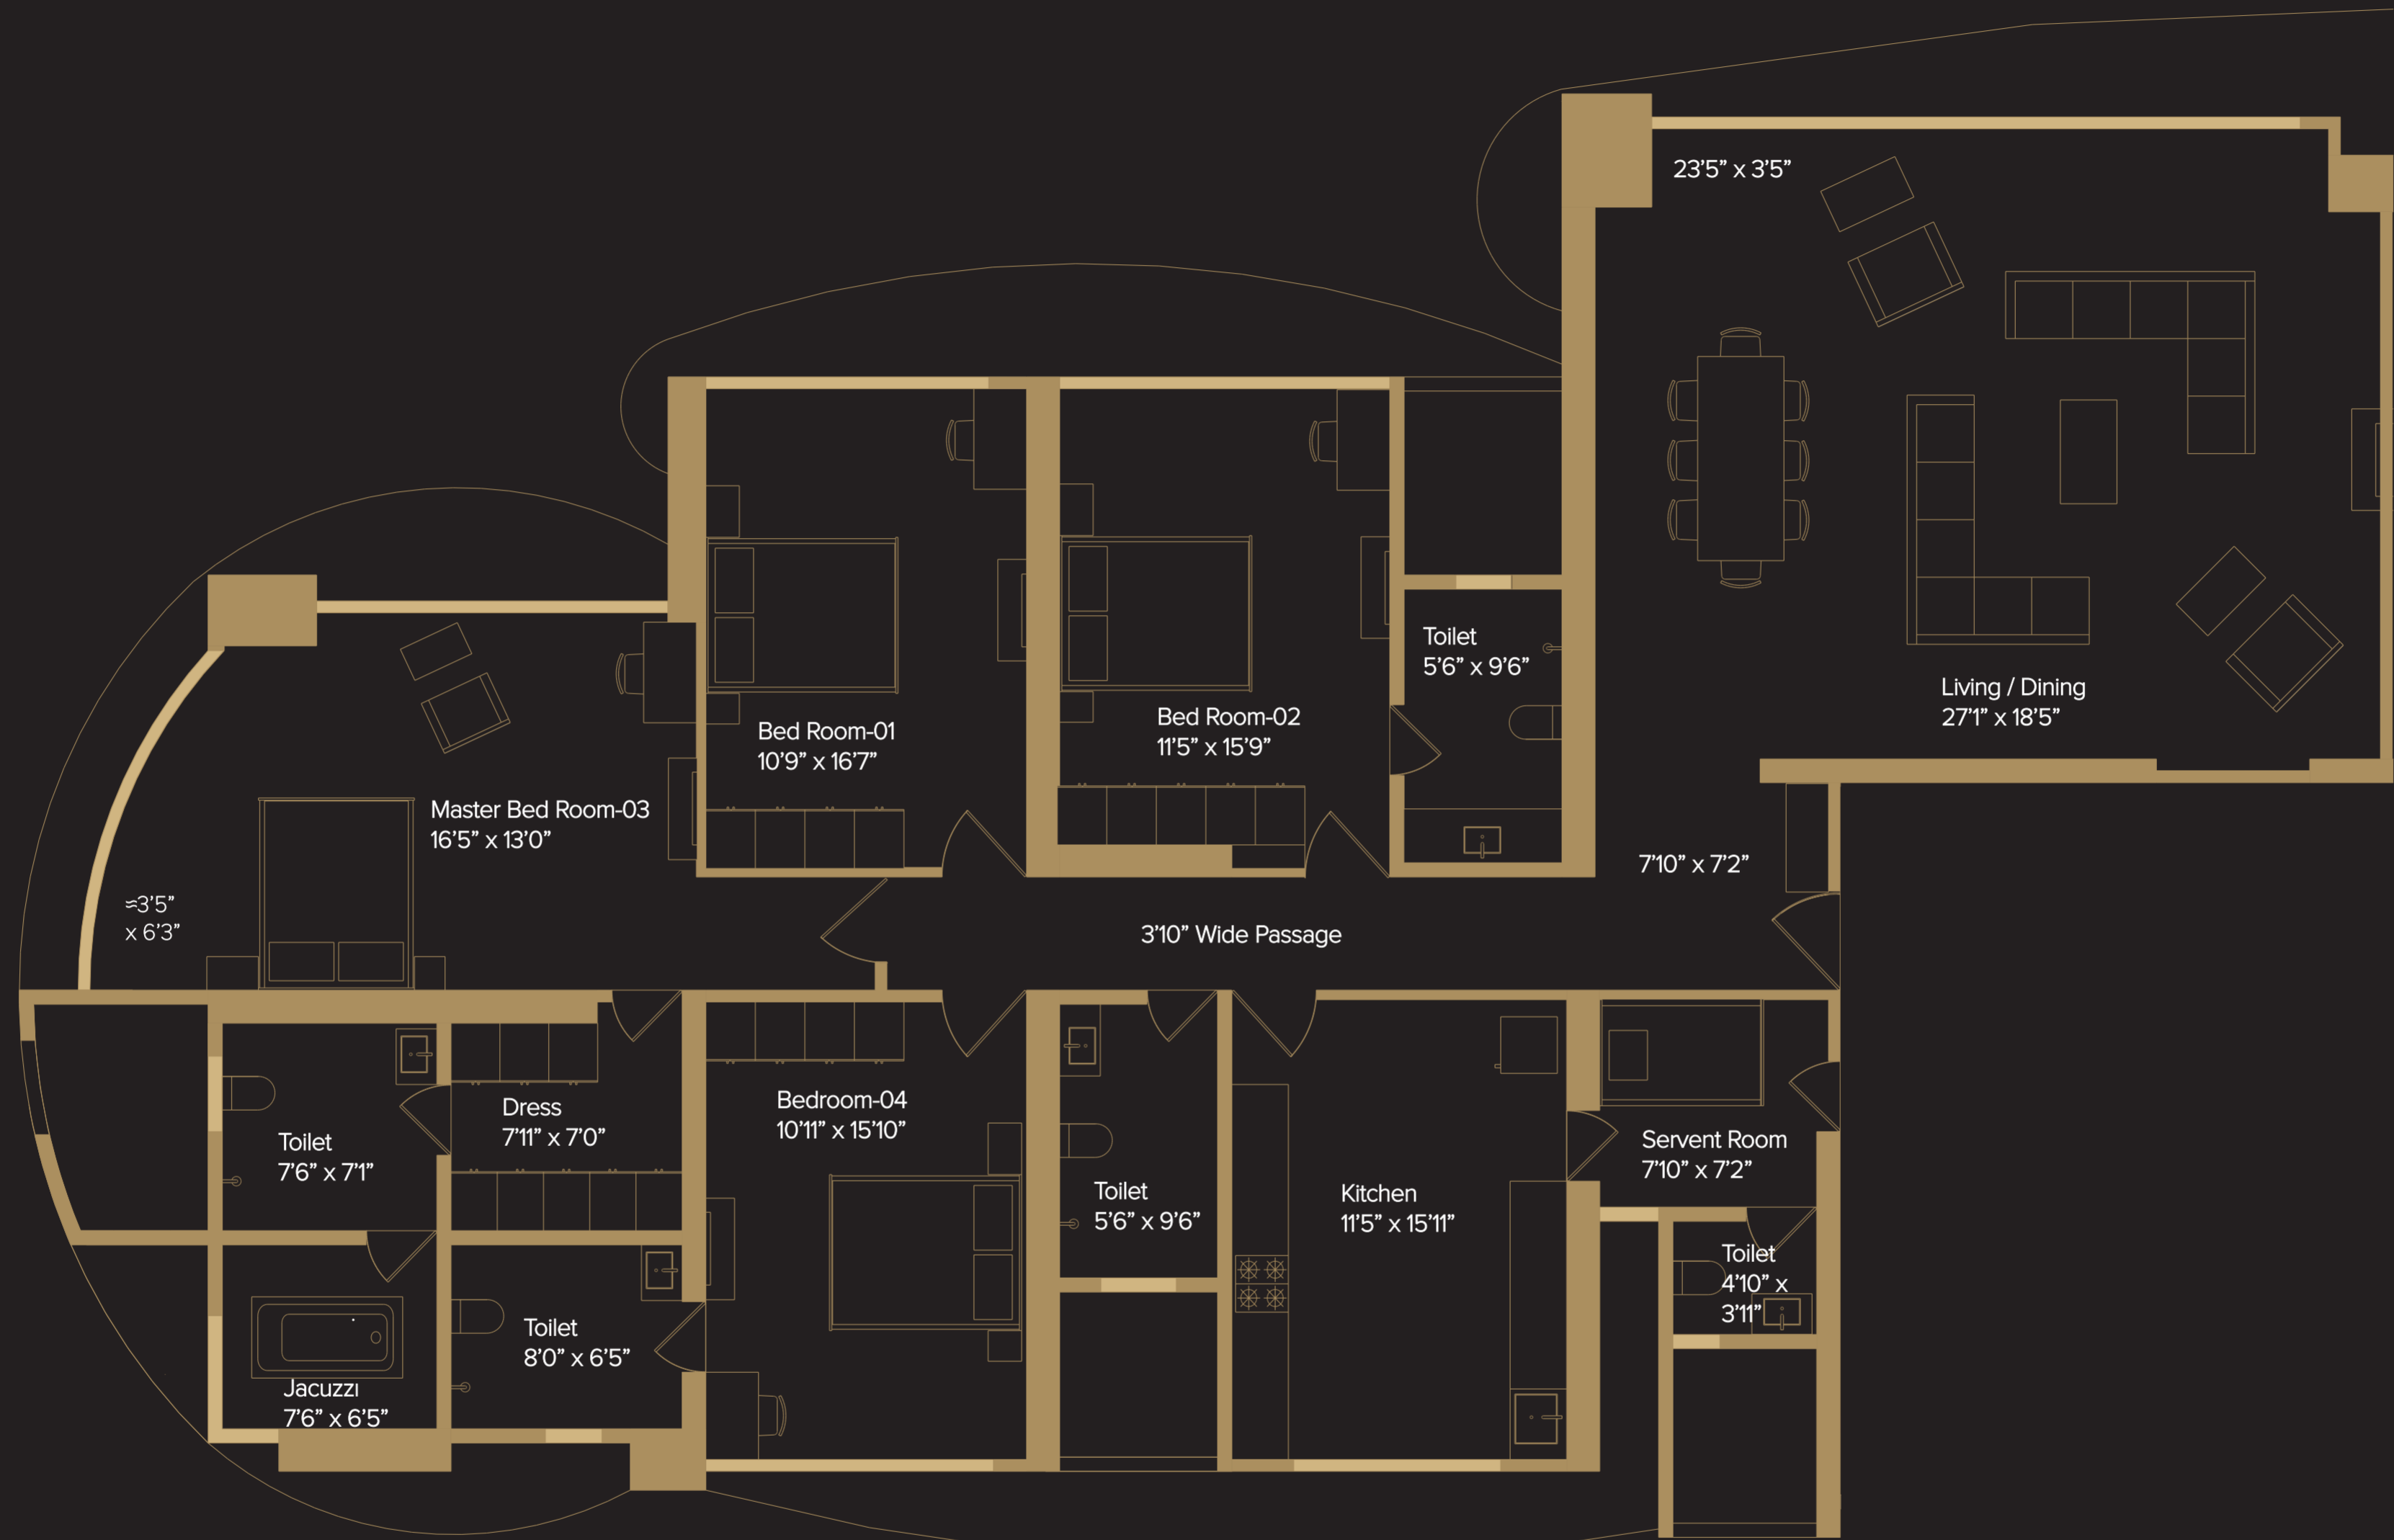 23’5” x 3’5”
Toilet
5’6” x 9’6”
Living / Dining
27’1” x 18’5”
Bed Room-01
10’9” x 16’7”
Bed Room-02
11’5” x 15’9”
Master Bed Room-03
16’5” x 13’0”
≈3’5”
x 6’3”
7’10” x 7’2”
3’10” Wide Passage
Toilet
7’6” x 7’1”
Dress
7’11” x 7’0”
Bedroom-04
10’11” x 15’10”
Toilet
5’6” x 9’6”
Kitchen
11’5” x 15’11”
Servent Room
7’10” x 7’2”
Toilet
4’10” x
3’11”
Jacuzzi
7’6” x 6’5”
Toilet
8’0” x 6’5”